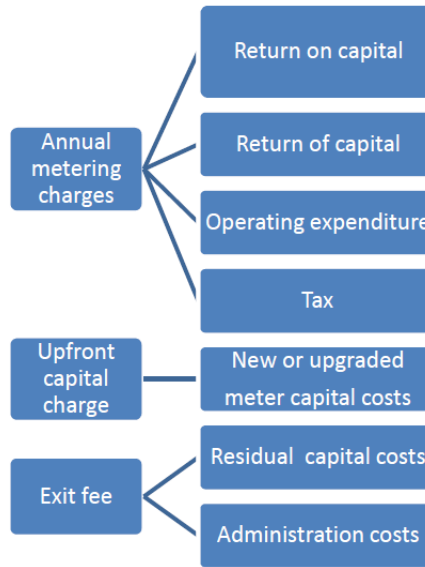 Annual
metering
charges
Return on capital
Return of capital
Operating expenditure
Tax
Upfront
capital
charge
New or upgraded
meter capital costs
Exit fee
Residual capital costs
Administration costs